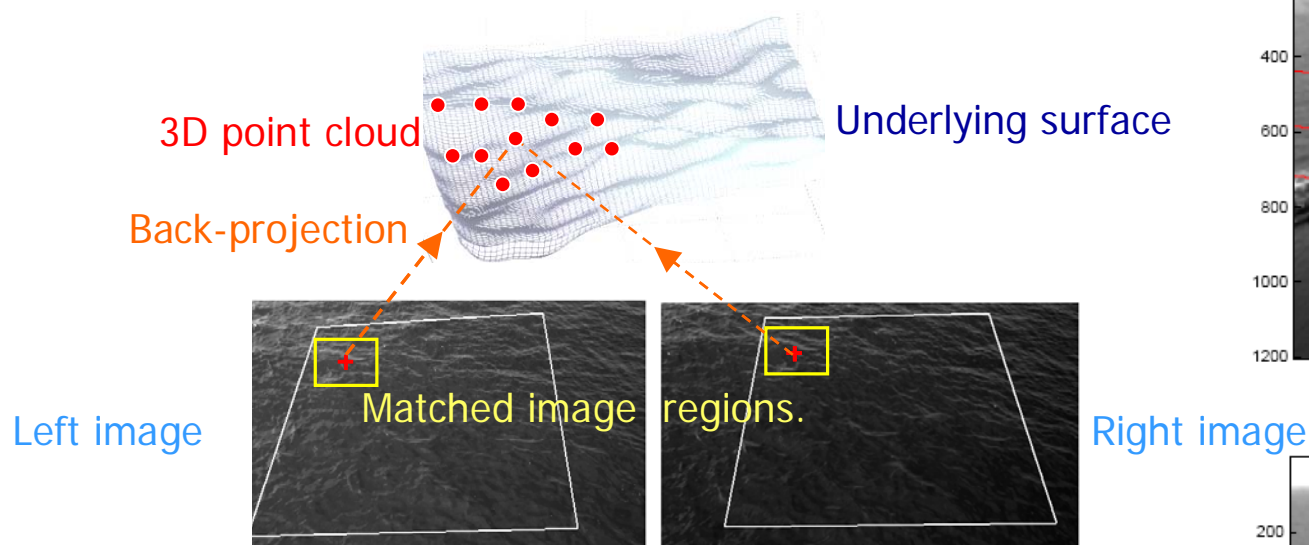 3D point cloud
Underlying surface
Back-projection
Matched image regions.
Left image
Right image
400
600
800
1000
1200
200